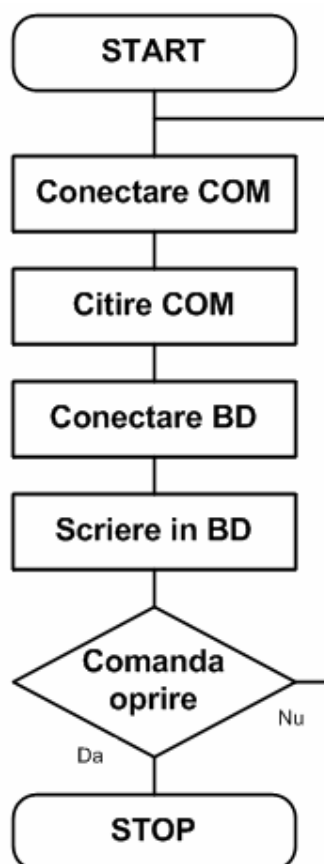 START
Conectare COM
Citire COM
Conectare BD
Scriere in BD
Comanda
oprire
Nu
Da
STOP